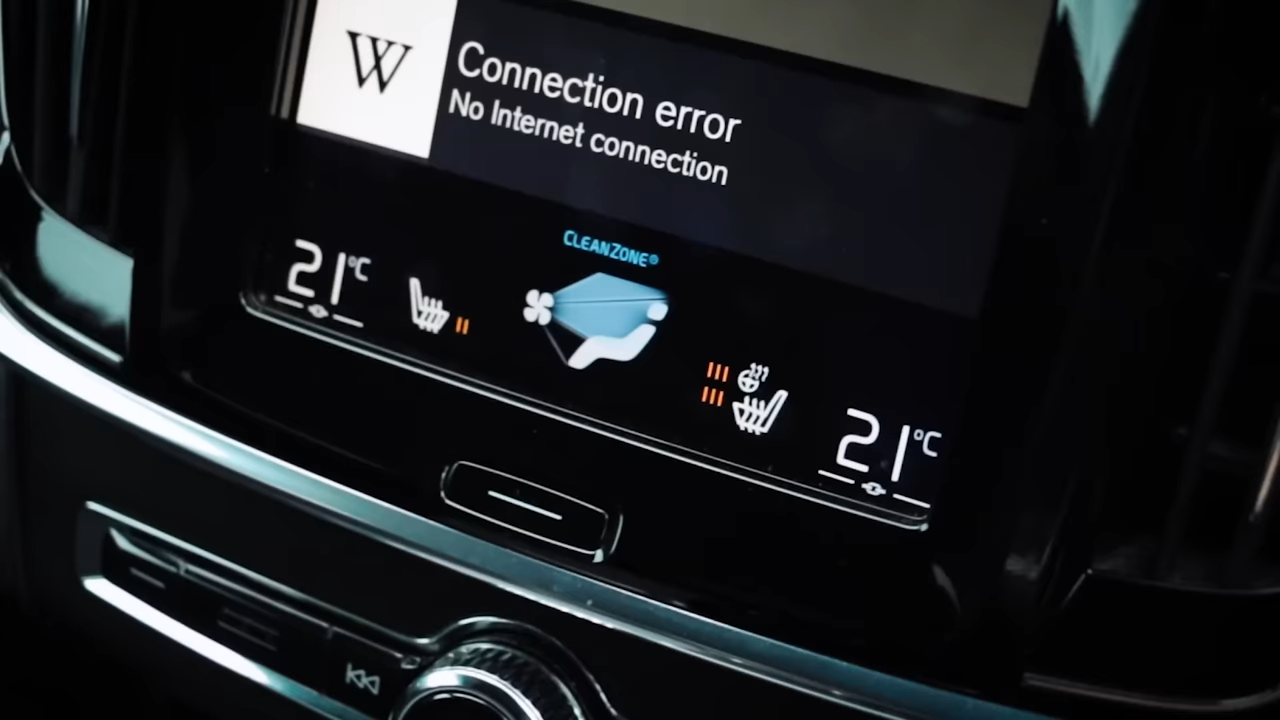 W
Connection error
No Internet connection
CLEANZONE®
21°C
21°C